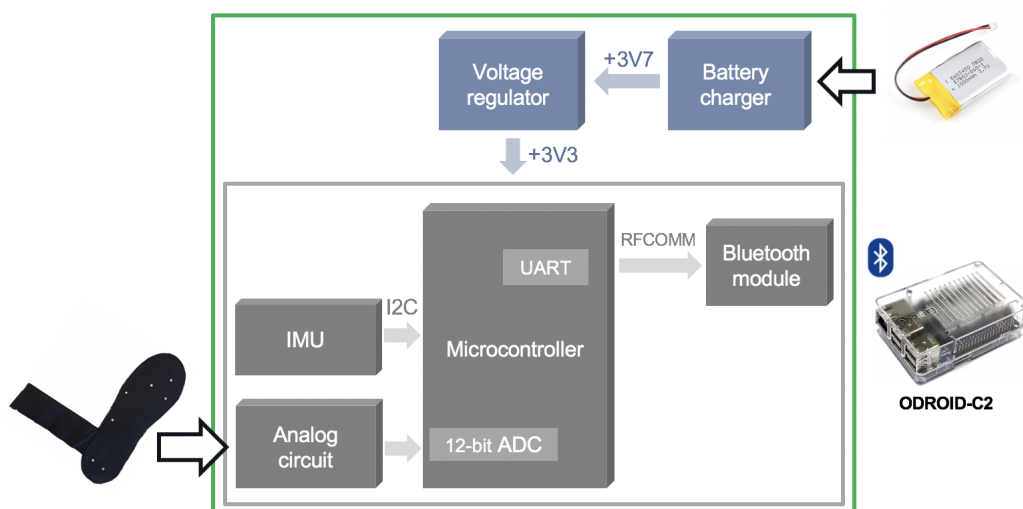 +3V7
Voltage
regulator
Battery
charger
+3V3
RFCOMM
Bluetooth
module
UART
I2C
IMU
Microcontroller
ODROID-C2
Analog
circuit
12-bit ADC